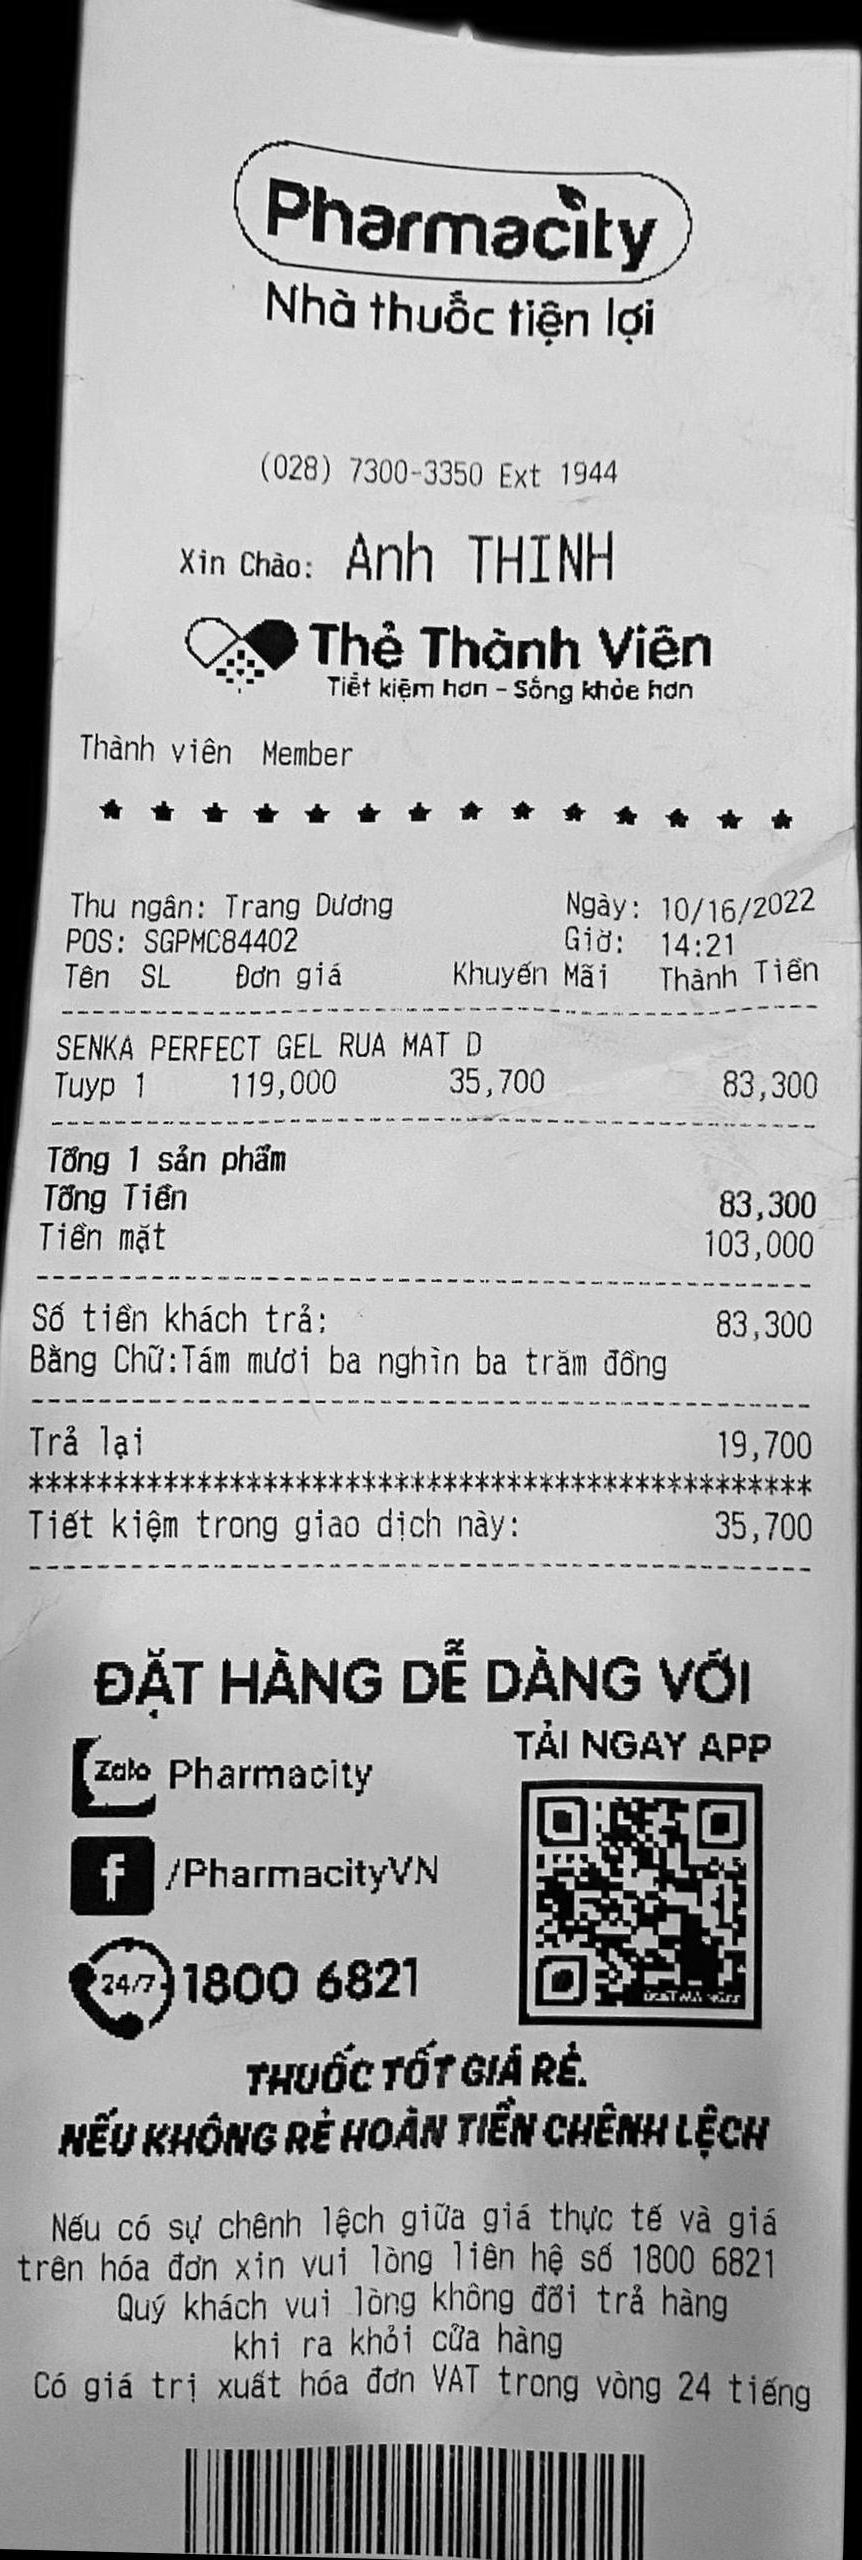 Pharmacity
Nhà thuốc tiện lợi
(028) 7300-3350 Ext 1944
Xin Chào: Anh THINH
Thẻ Thành Viên
Tiết kiệm hơn - Sống khỏe hơn
Thành viên Member
Thu ngân: Trang Dương Ngày: 10/16/2022
POS: SGPMC84402 Giờ: 14:21
Tên SL Đơn giá Khuyến Mãi Thành Tiền
SENKA PERFECT GEL RUA MAT D
Tuyp 1 119,000 35,700 83,300
Tổng 1 sản phẩm
Tổng Tiền 83,300
Tiền mặt 103,000
Số tiền khách trả: 83,300
Bằng Chữ:Tám mươi ba nghìn ba trăm đồng
Trả lại 19,700
************************************************
Tiết kiệm trong giao dịch này: 35,700
ĐẶT HÀNG DỄ DÀNG VỚI
TẢI NGAY APP
Zalo Pharmacity
f /PharmacityVN
24/7 1800 6821
THUỐC TỐT GIÁ RẺ.
NẾU KHÔNG RẺ HOÀN TIỀN CHÊNH LỆCH
Nếu có sự chênh lệch giữa giá thực tế và giá
trên hóa đơn xin vui lòng liên hệ số 1800 6821
Quý khách vui lòng không đổi trả hàng
khi ra khỏi cửa hàng
Có giá trị xuất hóa đơn VAT trong vòng 24 tiếng